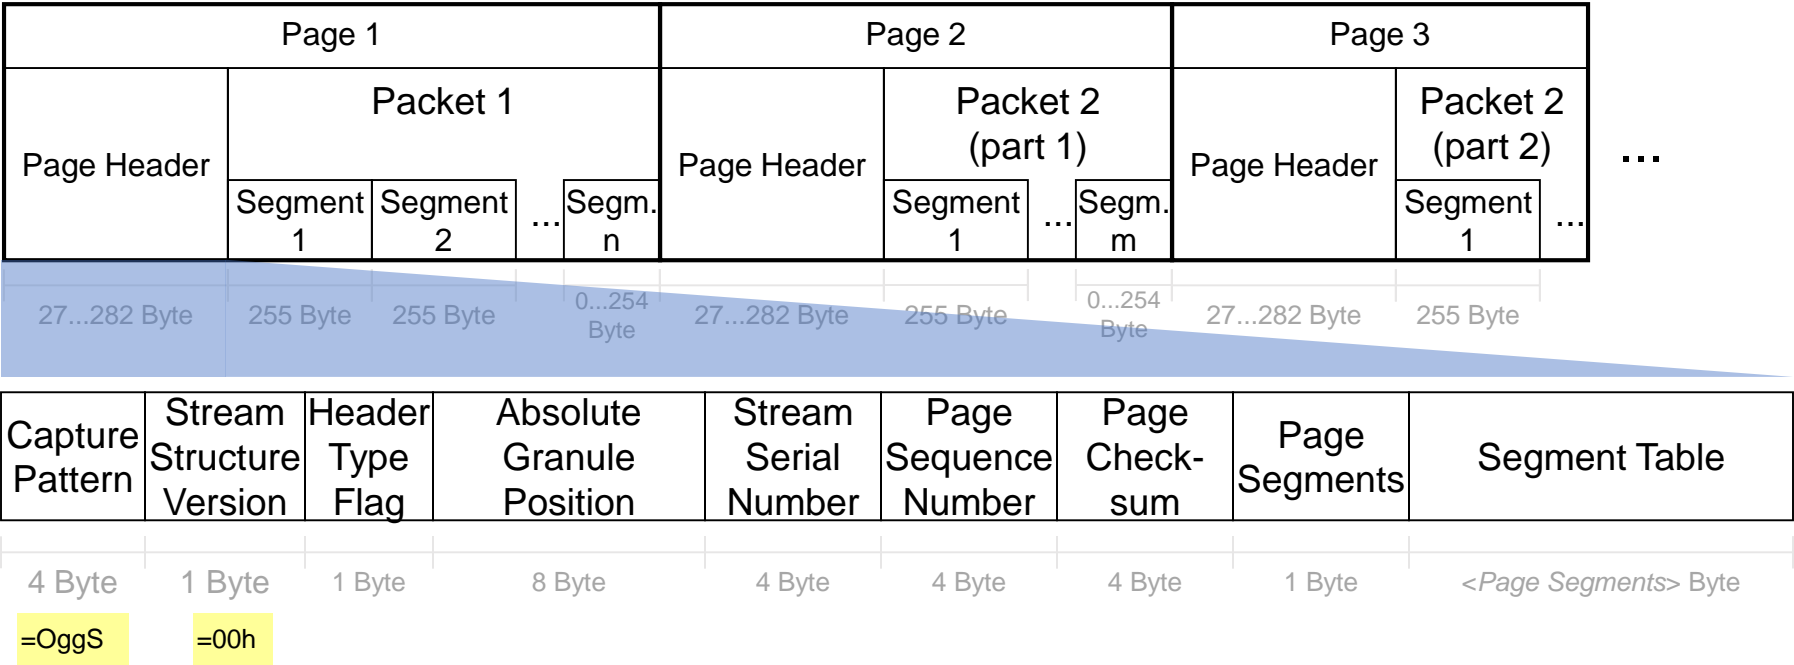 Page 1
Page 2
Page 3
Page Header
Packet 1
Segment
1
Segment
2
...
Segm.
n
Page Header
Packet 2
(part 1)
Segment
1
...
Segm.
m
Page Header
Packet 2
(part 2)
Segment
1
...
...
27...282 Byte
255 Byte
255 Byte
0...254
Byte
27...282 Byte
255 Byte
0...254
Byte
27...282 Byte
255 Byte
Capture
Pattern
Stream
Structure
Version
Header
Type
Flag
Absolute
Granule
Position
Stream
Serial
Number
Page
Sequence
Number
Page
Check-
sum
Page
Segments
Segment Table
4 Byte
1 Byte
1 Byte
8 Byte
4 Byte
4 Byte
4 Byte
1 Byte
<Page Segments> Byte
=OggS
=00h